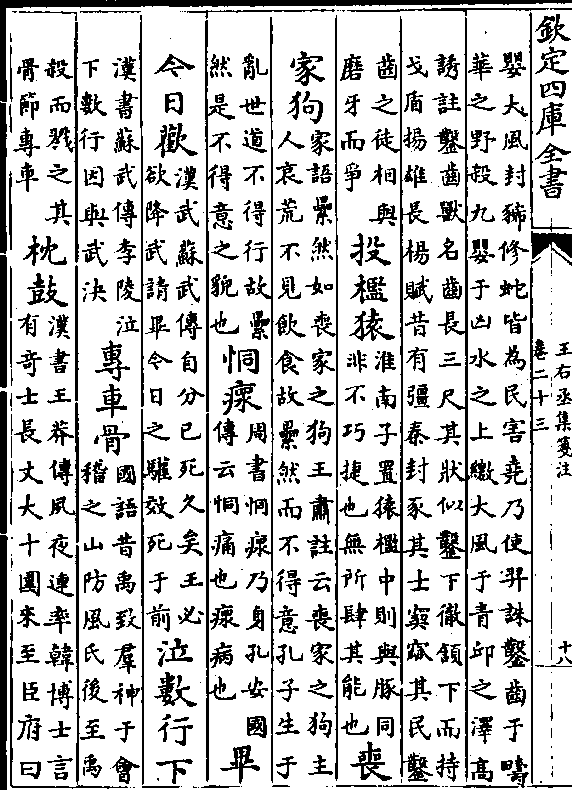 欽定四庫全書
王右丞集箋注
卷二十三
十八
嬰大風封豨修蛇皆為民害堯乃使羿誅鑿齒于疇
華之野殺九嬰于凶水之上繳大風于青邱之澤高
誘註鑿齒獸名齒長三尺其狀似鑿下徹頷下而持
戈盾揚雄長楊賦昔有彊秦封豕其士窫窳其民鑿
齒之徒相與
磨牙而爭
投檻猿
淮南子置猿檻中則與豚同
非不巧捷也無所肆其能也
喪
家狗
家語纍然如喪家之狗王肅註云喪家之狗主
人哀荒不見飲食故纍然而不得意孔子生于
亂世道不得行故纍
然是不得意之貌也
恫瘝
周書恫瘝乃身孔安國
傳云恫痛也瘝病也
畢
今日歡
漢武蘇武傳自分已死久矣王必
欲降武請畢今日之驩效死于前
泣數行下
漢書蘇武傳李陵泣
下數行因與武決
專車骨
國語昔禹致羣神于會
稽之山防風氏後至禹
殺而戮之其
骨節專車
枕鼓
漢書王莽傳夙夜連率韓博士言
有奇士長丈大十圍來至臣府曰